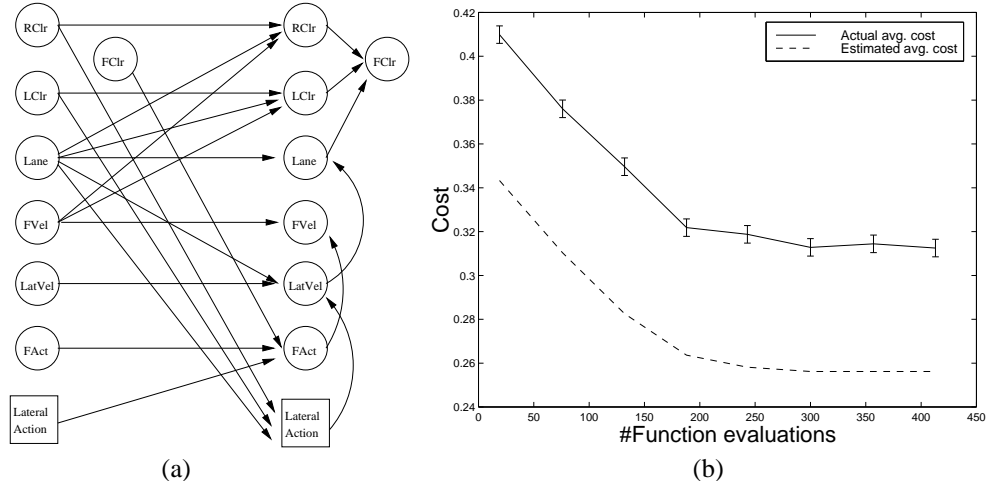 RClr
FClr
LClr
Lane
FVel
LatVel
FAct
Lateral
Action
RClr
FClr
LClr
Lane
FVel
LatVel
FAct
Lateral
Action
(a)
0.42
0.4
0.38
0.36
0.34
0.32
0.3
0.28
0.26
0.24
Cost
Actual avg. cost
Estimated avg. cost
0
50
100
150
200
250
300
350
400
450
#Function evaluations
(b)